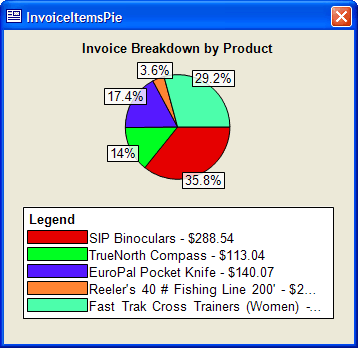 InvoiceItemsPie
Invoice Breakdown by Product
3.6%
29.2%
17.4%
14%
35.8%
Legend
SIP Binoculars - $288.54
TrueNorth Compass - $113.04
EuroPal Pocket Knife - $140.07
Reeler's 40 # Fishing Line 200' - $2...
Fast Trak Cross Trainers (Women) -...